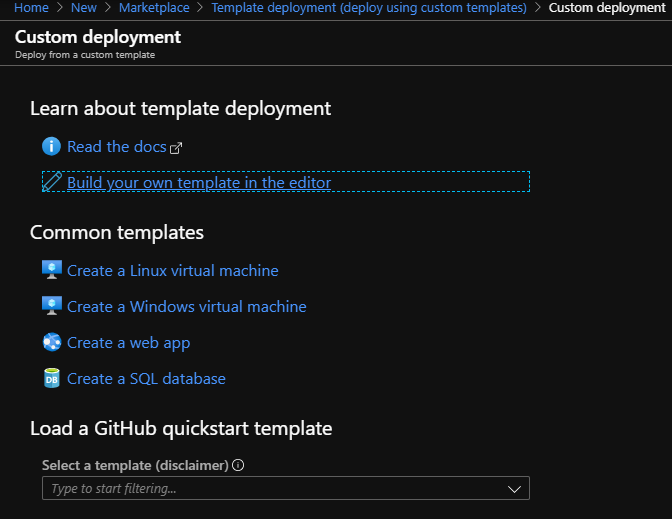 Home > New > Marketplace > Template deployment (deploy using custom templates) > Custom deployment
Custom deployment
Deploy from a custom template
Learn about template deployment
Read the docs
Build your own template in the editor
Common templates
Create a Linux virtual machine
Create a Windows virtual machine
Create a web app
DB Create a SQL database
Load a GitHub quickstart template
Select a template (disclaimer)
Type to start filtering...